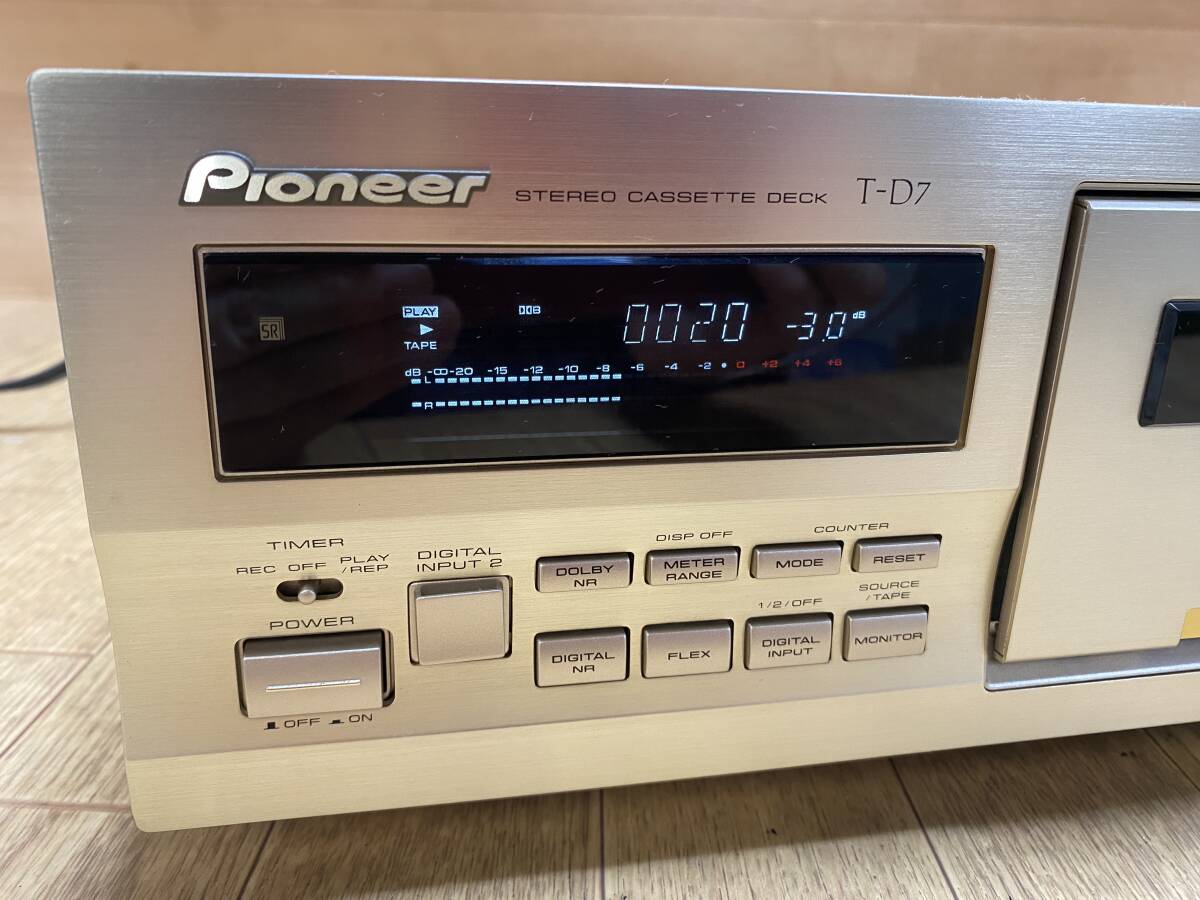 Pioneer STEREO CASSETTE DECK T-D7
PLAY DDB 0020 -3.0 dB
SR
TAPE
dB -∞ -20 -15 -12 -10 -8 -6 -4 -2 • 0 +2 +4 +6
L
R
TIMER
REC OFF PLAY /REP
DIGITAL INPUT 2
DISP OFF
COUNTER
DOLBY NR
METER RANGE
MODE
RESET
POWER
1/2/OFF
SOURCE /TAPE
DIGITAL NR
FLEX
DIGITAL INPUT
MONITOR
OFF ON